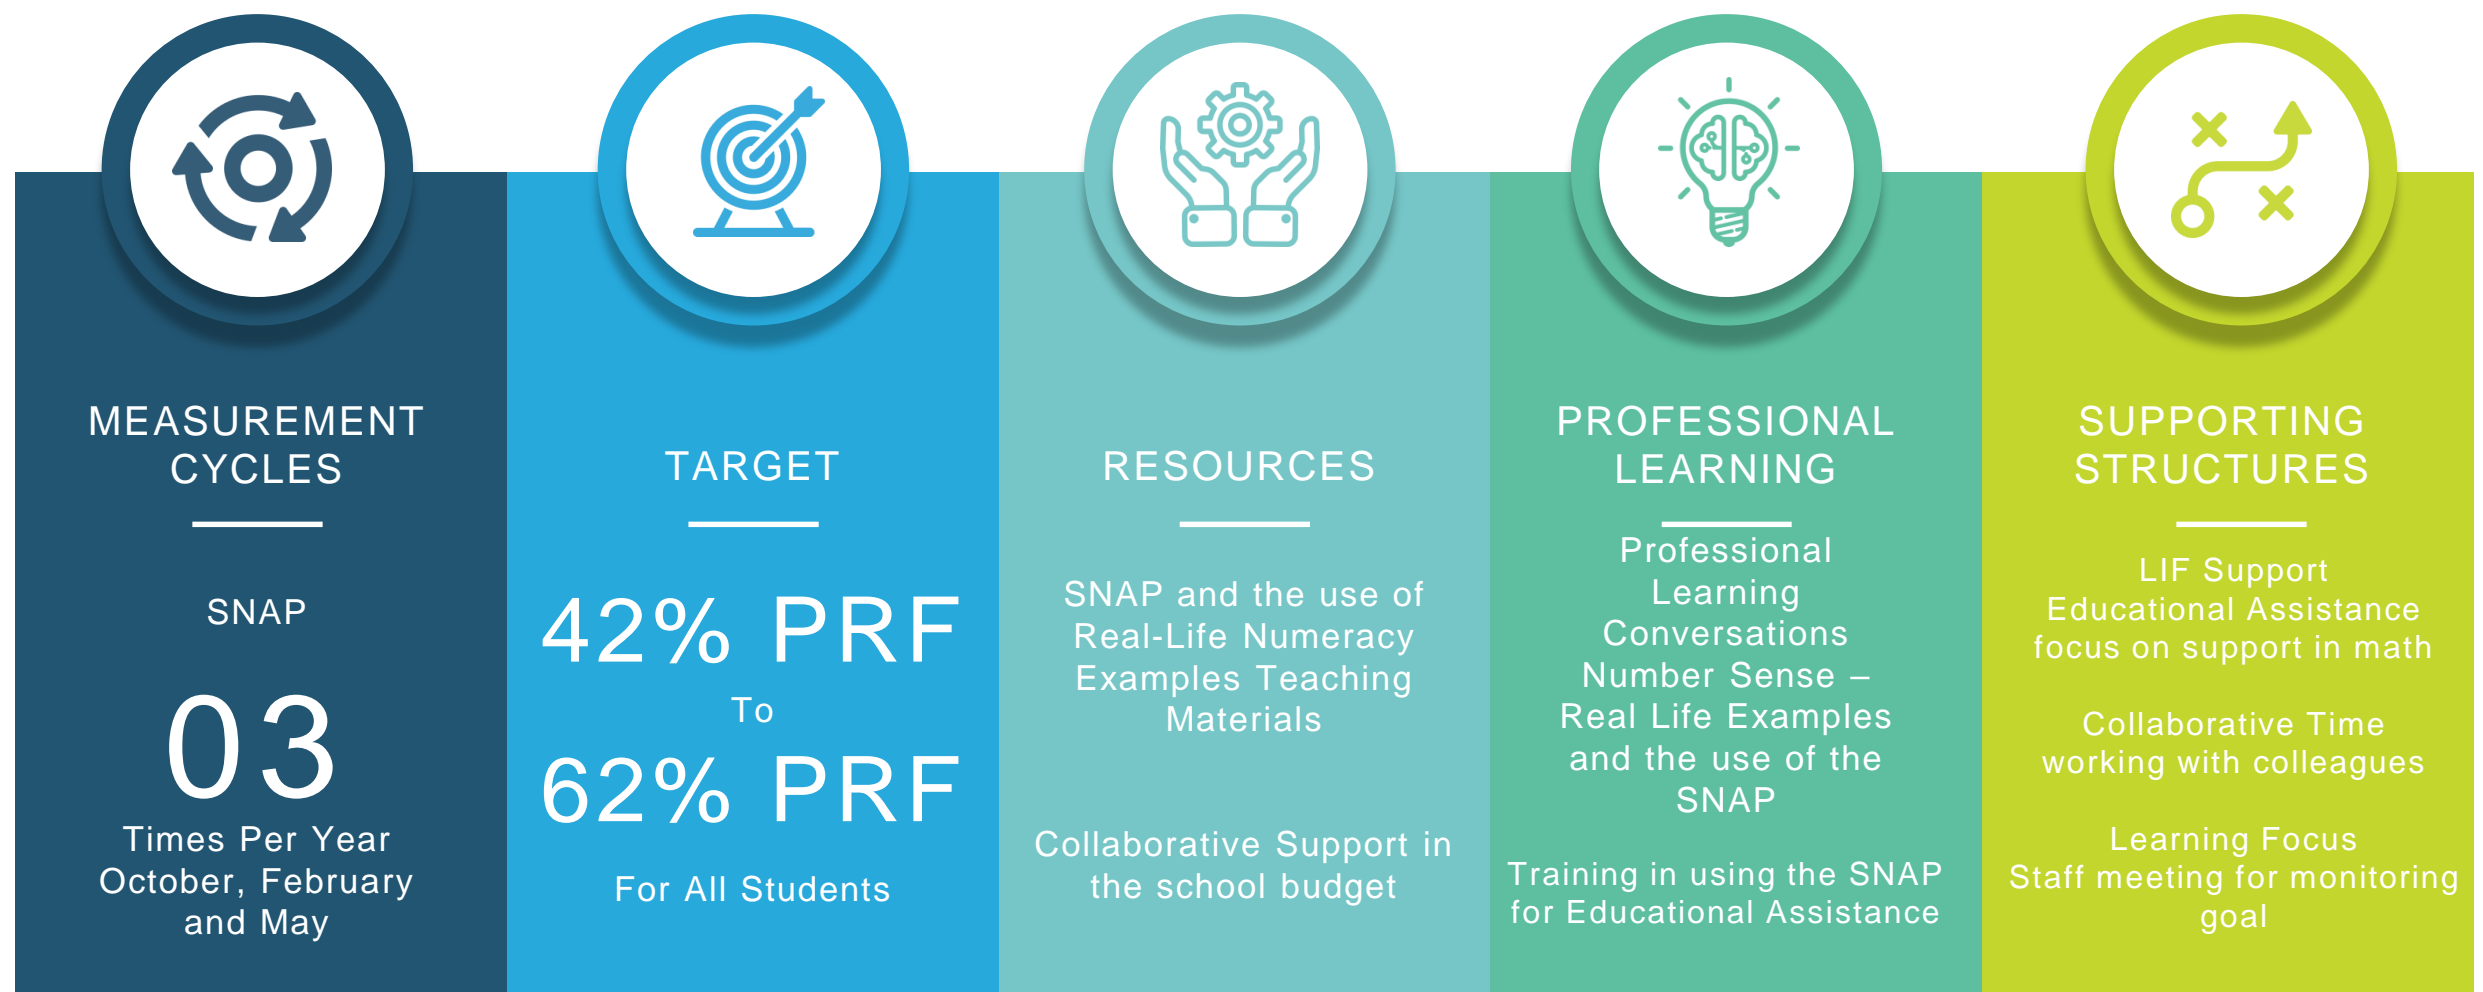 MEASUREMENT
CYCLES
SNAP
03
Times Per Year
October, February
and May
TARGET
42% PRF
To
62% PRF
For All Students
RESOURCES
SNAP and the use of
Real-Life Numeracy
Examples Teaching
Materials
Collaborative Support in
the school budget
PROFESSIONAL
LEARNING
Professional
Learning
Conversations
Number Sense –
Real Life Examples
and the use of the
SNAP
Training in using the SNAP
for Educational Assistance
SUPPORTING
STRUCTURES
LIF Support
Educational Assistance
focus on support in math
Collaborative Time
working with colleagues
Learning Focus
Staff meeting for monitoring
goal